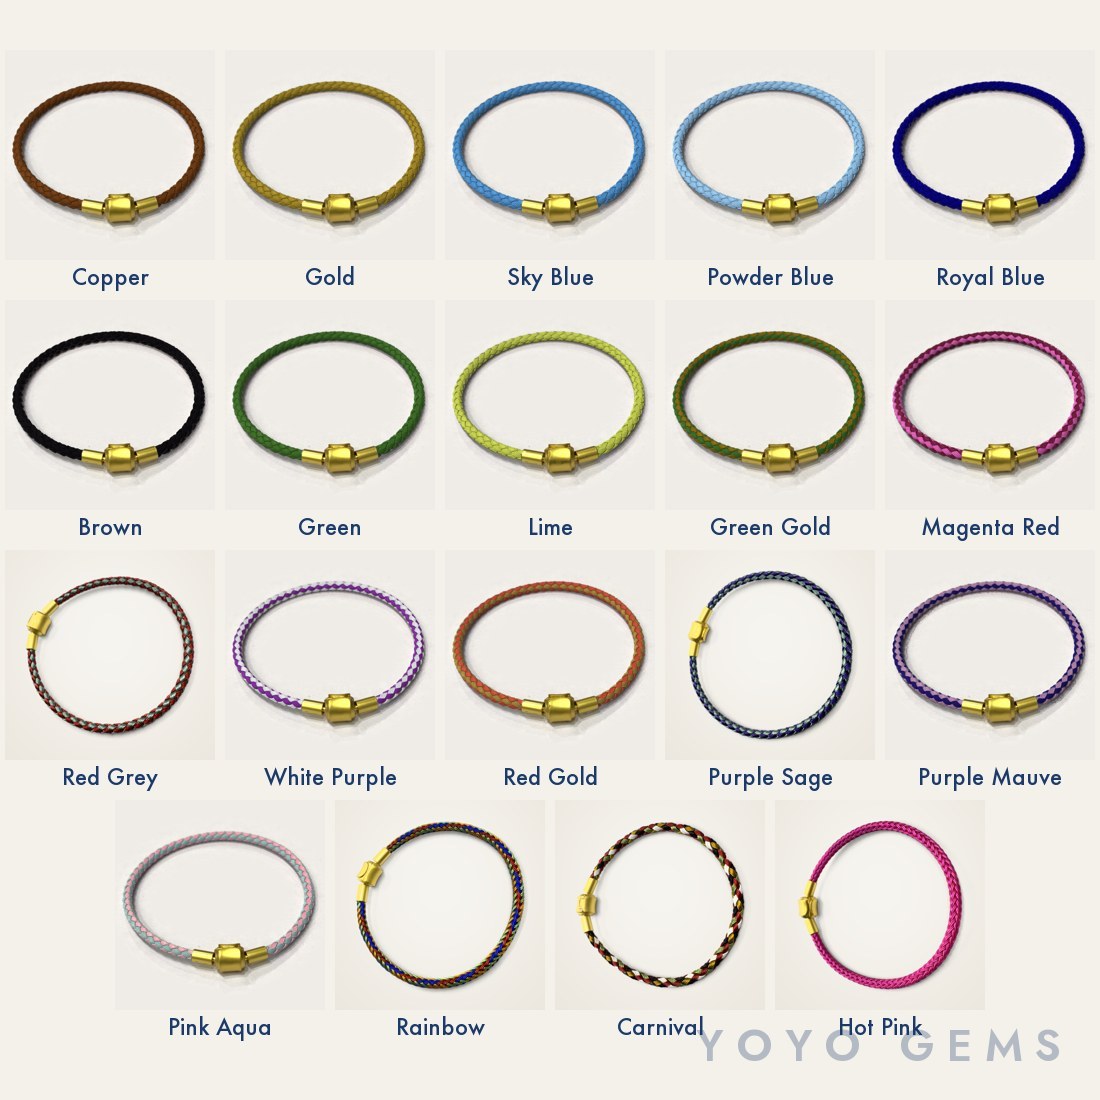 Copper
Gold
Sky Blue
Powder Blue
Royal Blue
Brown
Green
Lime
Green Gold
Magenta Red
Red Grey
White Purple
Red Gold
Purple Sage
Purple Mauve
Pink Aqua
Rainbow
Carnival
Hot Pink
YOYO GEMS